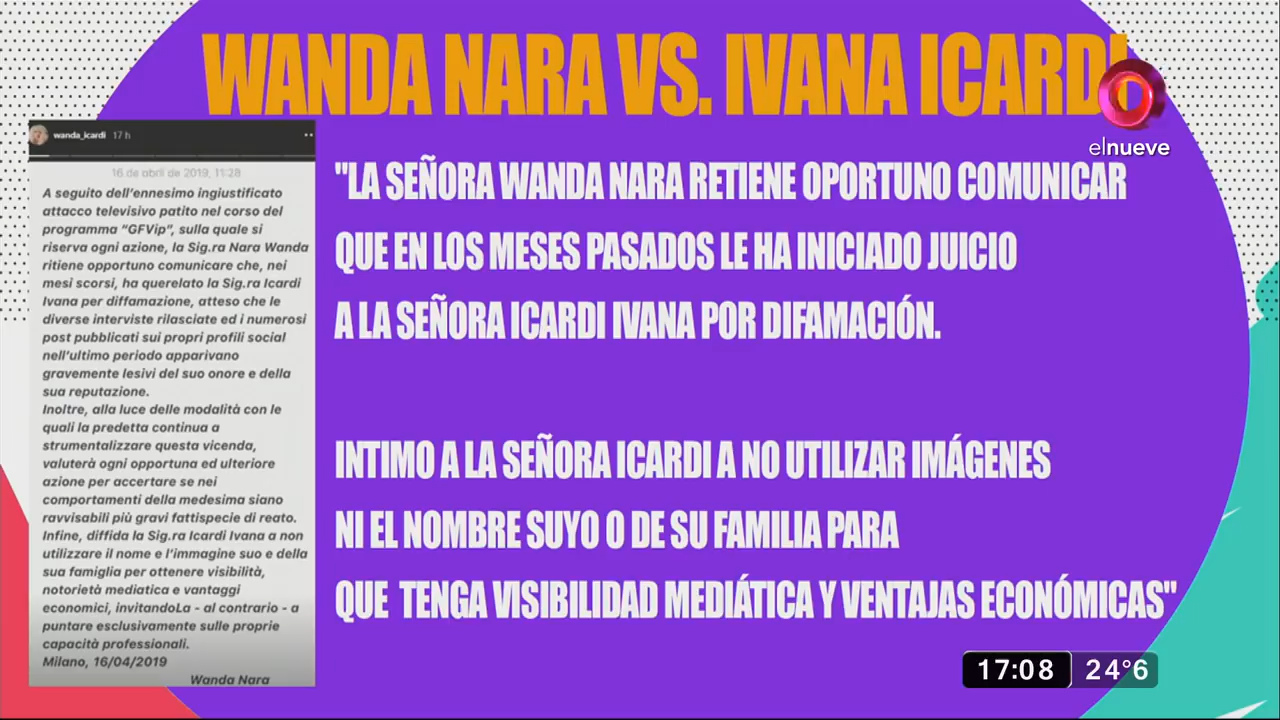 WANDA NARA VS. IVANA ICARDI
elnueve
wanda_icardi 17 h
16 de abril de 2019, 11:28
A seguito dell'ennesimo ingiustificato
attacco televisivo patito nel corso del
programma “GFVip”, sulla quale si
riserva ogni azione, la Sig.ra Nara Wanda
ritiene opportuno comunicare che, nei
mesi scorsi, ha querelato la Sig.ra Icardi
Ivana per diffamazione, atteso che le
diverse interviste rilasciate ed i numerosi
post pubblicati sui propri profili social
nell'ultimo periodo apparivano
gravemente lesivi del suo onore e della
sua reputazione.
Inoltre, alla luce delle modalità con le
quali la predetta continua a
strumentalizzare questa vicenda,
valuterà ogni opportuna ed ulteriore
azione per accertare se nei
comportamenti della medesima siano
ravvisabili più gravi fattispecie di reato.
Infine, diffida la Sig.ra Icardi Ivana a non
utilizzare il nome e l'immagine suo e della
sua famiglia per ottenere visibilità,
notorietà mediatica e vantaggi
economici, invitandoLa - al contrario - a
puntare esclusivamente sulle proprie
capacità professionali.
Milano, 16/04/2019
Wanda Nara
"LA SEÑORA WANDA NARA RETIENE OPORTUNO COMUNICAR
QUE EN LOS MESES PASADOS LE HA INICIADO JUICIO
A LA SEÑORA ICARDI IVANA POR DIFAMACIÓN.
INTIMO A LA SEÑORA ICARDI A NO UTILIZAR IMÁGENES
NI EL NOMBRE SUYO O DE SU FAMILIA PARA
QUE TENGA VISIBILIDAD MEDIÁTICA Y VENTAJAS ECONÓMICAS"
17:08 24°6